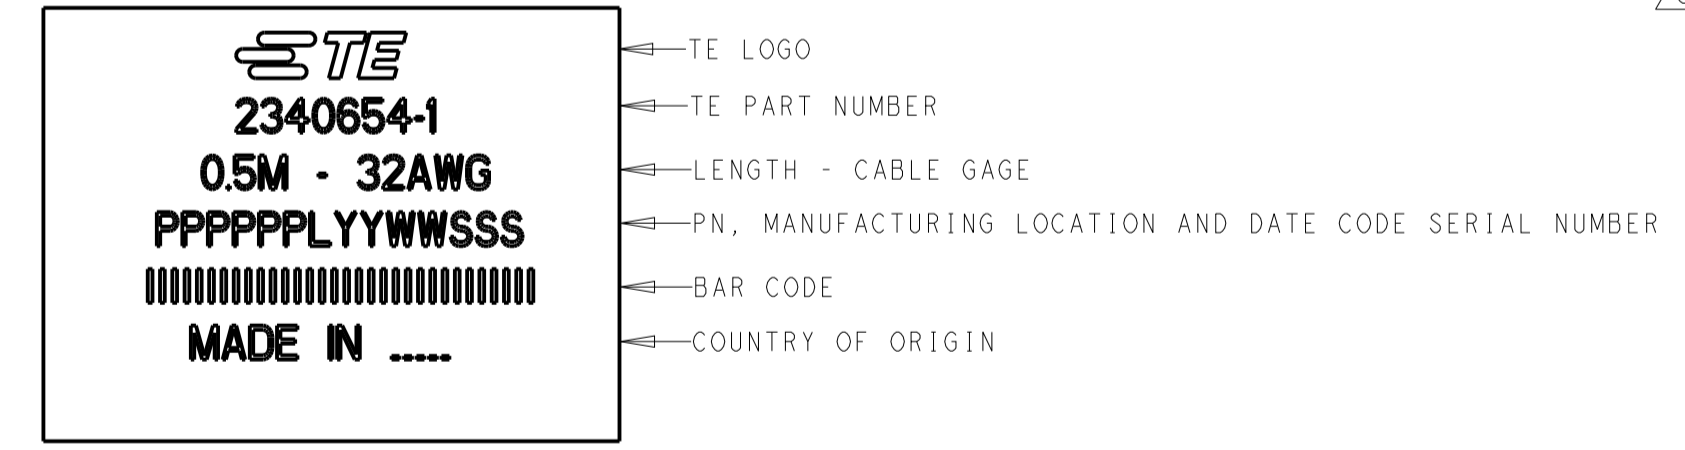 TE TE LOGO
2340654-1 TE PART NUMBER
0.5M - 32AWG LENGTH - CABLE GAGE
PPPPPPLYYWWSSS PN, MANUFACTURING LOCATION AND DATE CODE SERIAL NUMBER
BAR CODE
MADE IN _____ COUNTRY OF ORIGIN